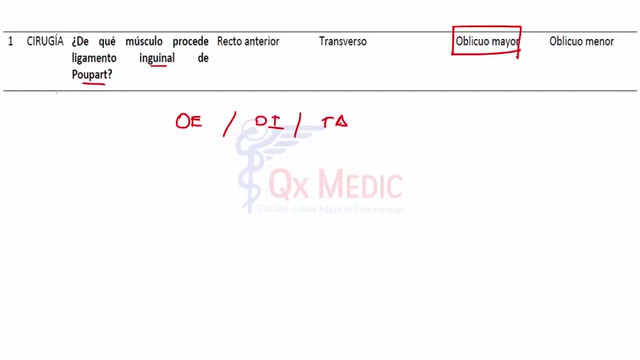 1 CIRUGÍA ¿De qué músculo procede Recto anterior Transverso Oblicuo mayor Oblicuo menor
ligamento inguinal de
Poupart?
OE / OI / TA
Qx MEDIC